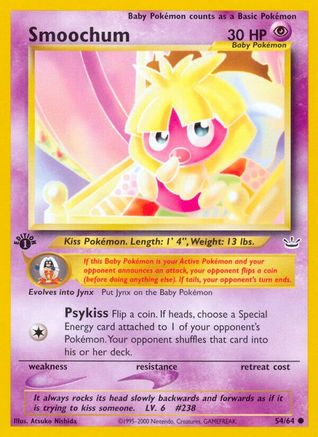 Baby Pokémon counts as a Basic Pokémon
Smoochum
30 HP
Baby Pokémon
EDITION
1
Kiss Pokémon. Length: 1' 4", Weight: 13 lbs.
If this Baby Pokémon is your Active Pokémon and your
opponent announces an attack, your opponent flips a coin
(before doing anything else). If tails, your opponent's turn ends.
Evolves into Jynx Put Jynx on the Baby Pokémon
Psykiss Flip a coin. If heads, choose a Special
Energy card attached to 1 of your opponent's
Pokémon. Your opponent shuffles that card into
his or her deck.
weakness resistance retreat cost
It always rocks its head slowly backwards and forwards as if it
is trying to kiss someone. LV. 6 #238
Illus. Atsuko Nishida ©1995-2000 Nintendo, Creatures, GAMEFREAK. 54/64